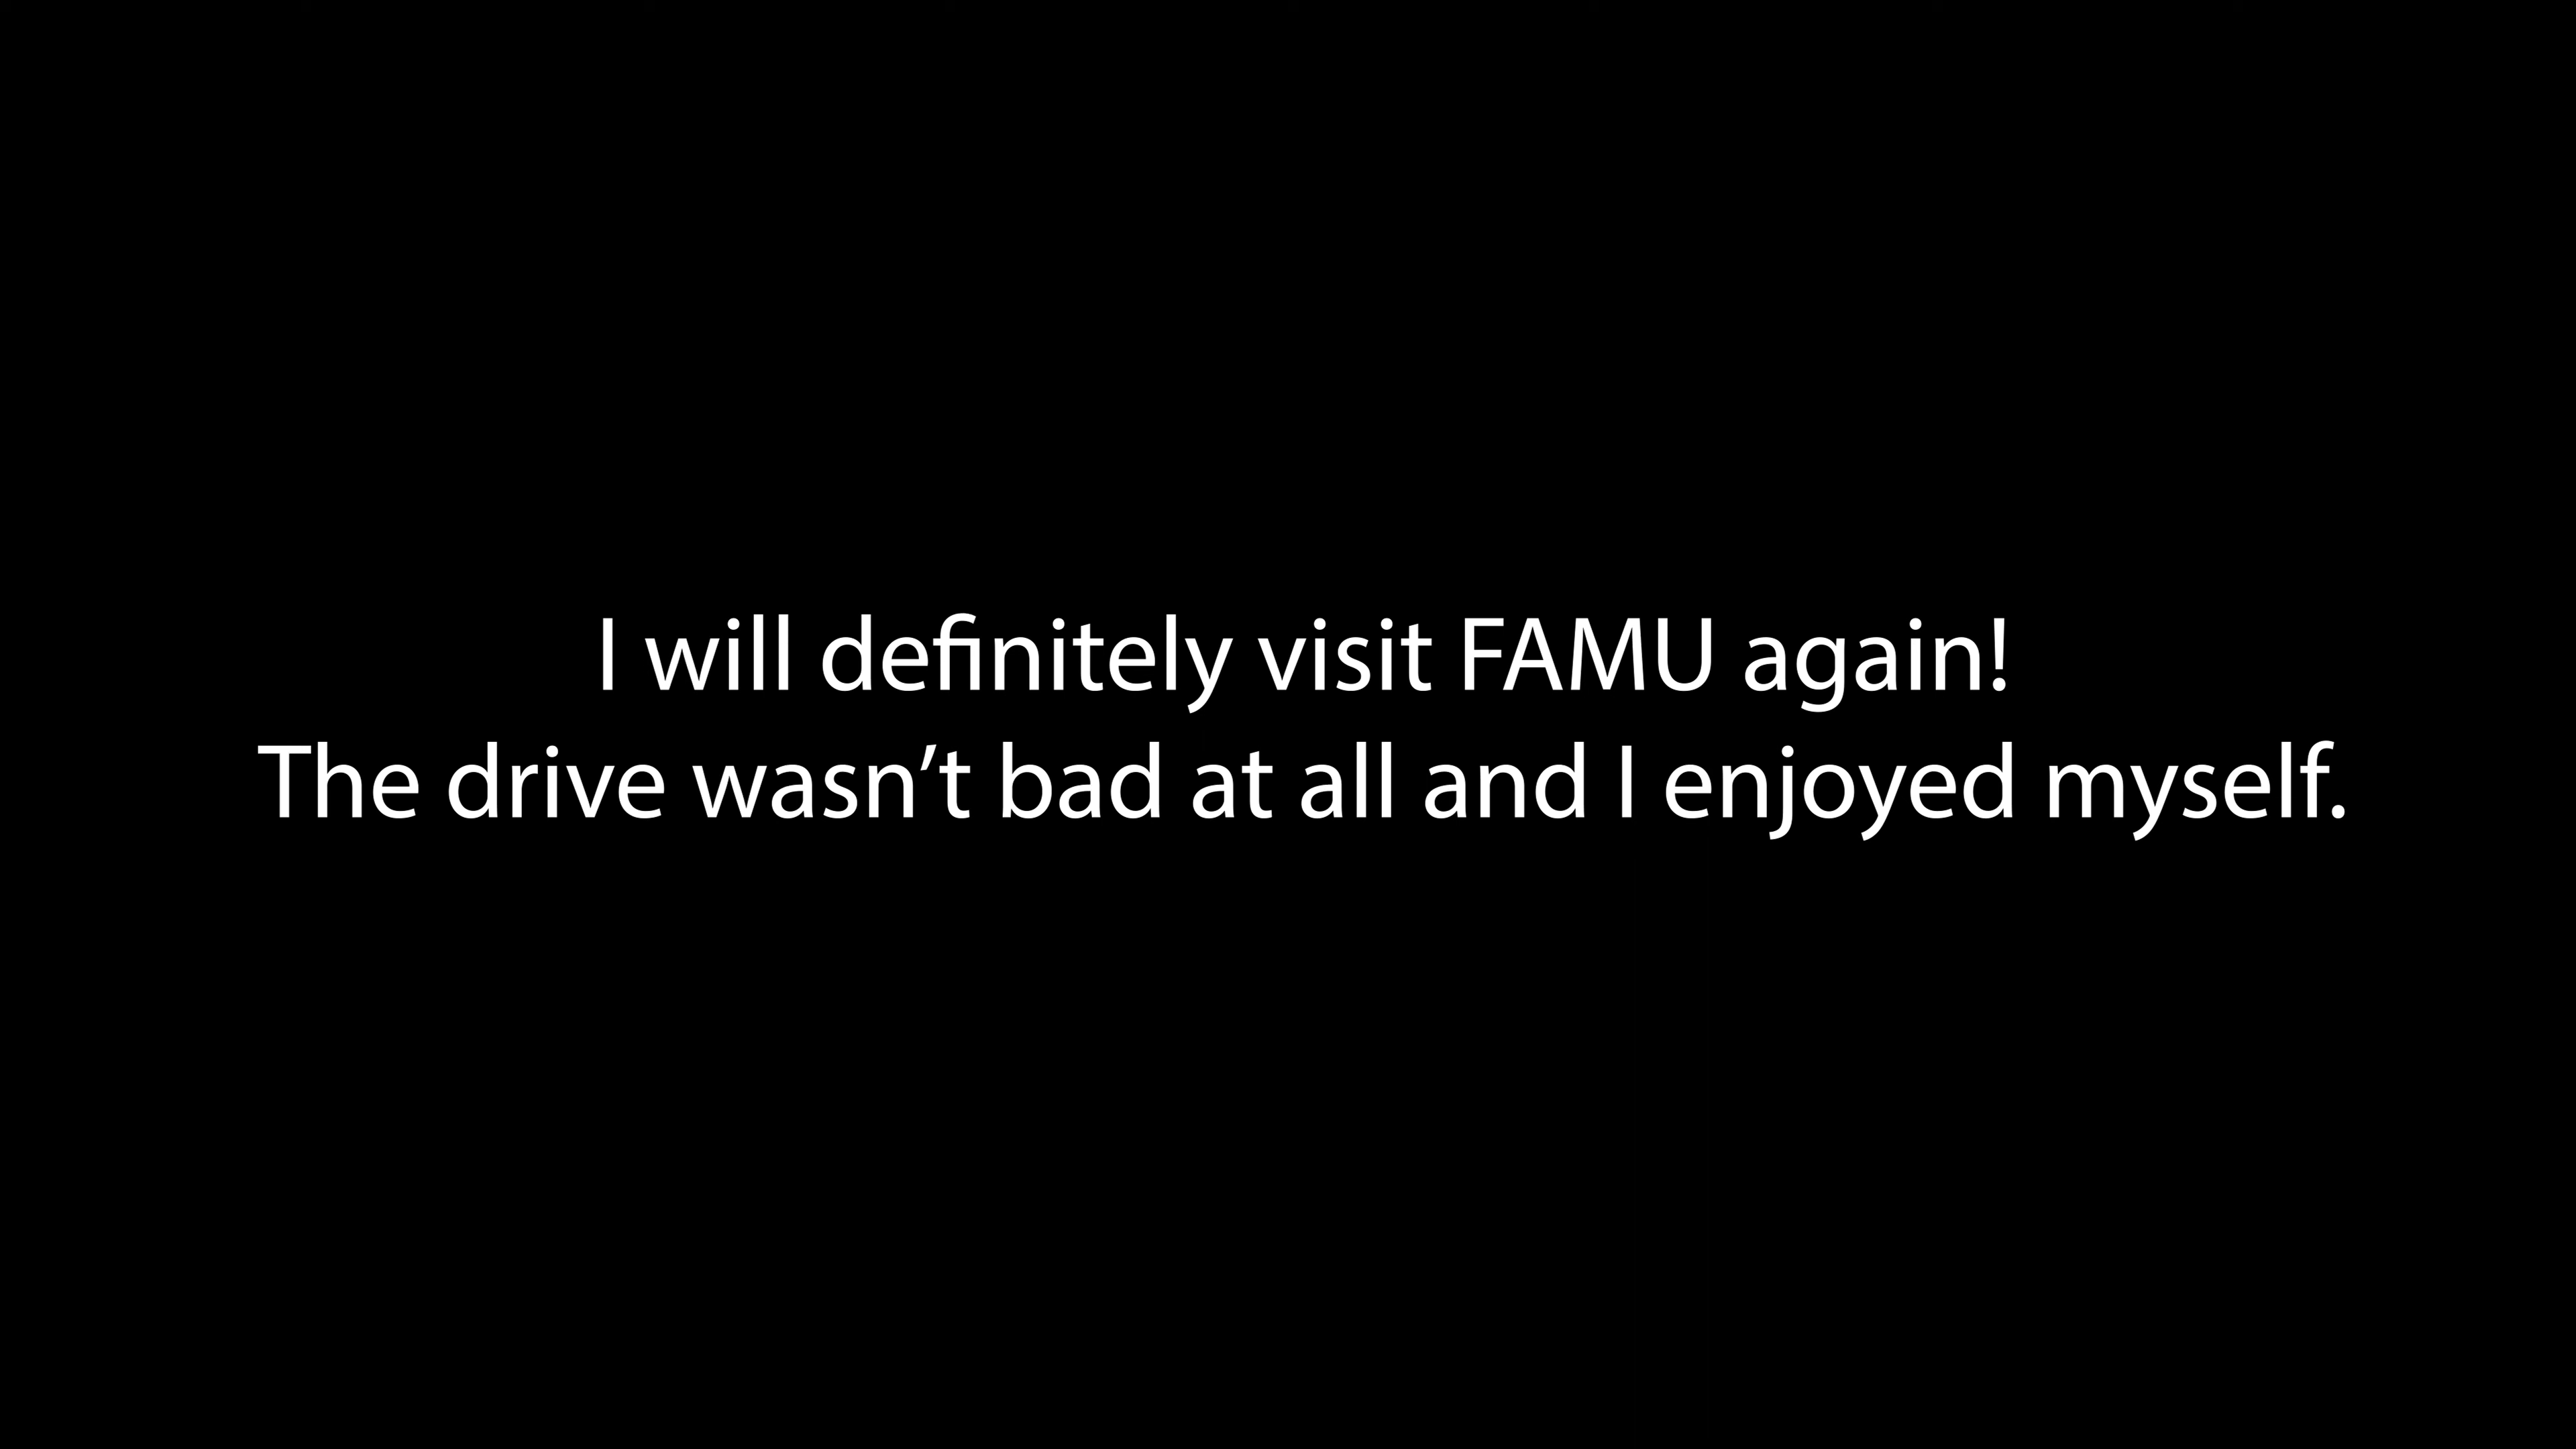 I will definitely visit FAMU again!
The drive wasn’t bad at all and I enjoyed myself.